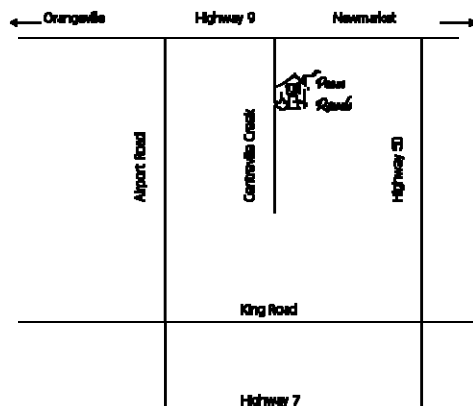 Orangeville Highway 9 Newmarket
Airport Road
Centreville Creek
Highway 50
King Road
Highway 7